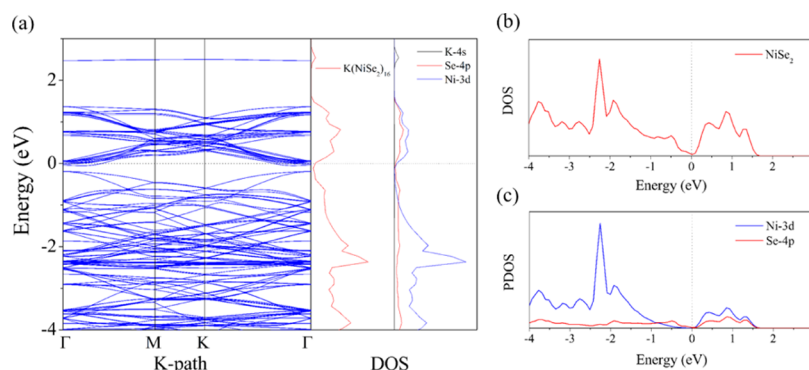 (a)
Energy (eV)
2
0
-2
-4
Γ
M
K
Γ
K-path
K(NiSe₂)₁₆
K-4s
Se-4p
Ni-3d
DOS
(b)
DOS
NiSe₂
-4
-3
-2
-1
0
1
2
Energy (eV)
(c)
PDOS
Ni-3d
Se-4p
-4
-3
-2
-1
0
1
2
Energy (eV)